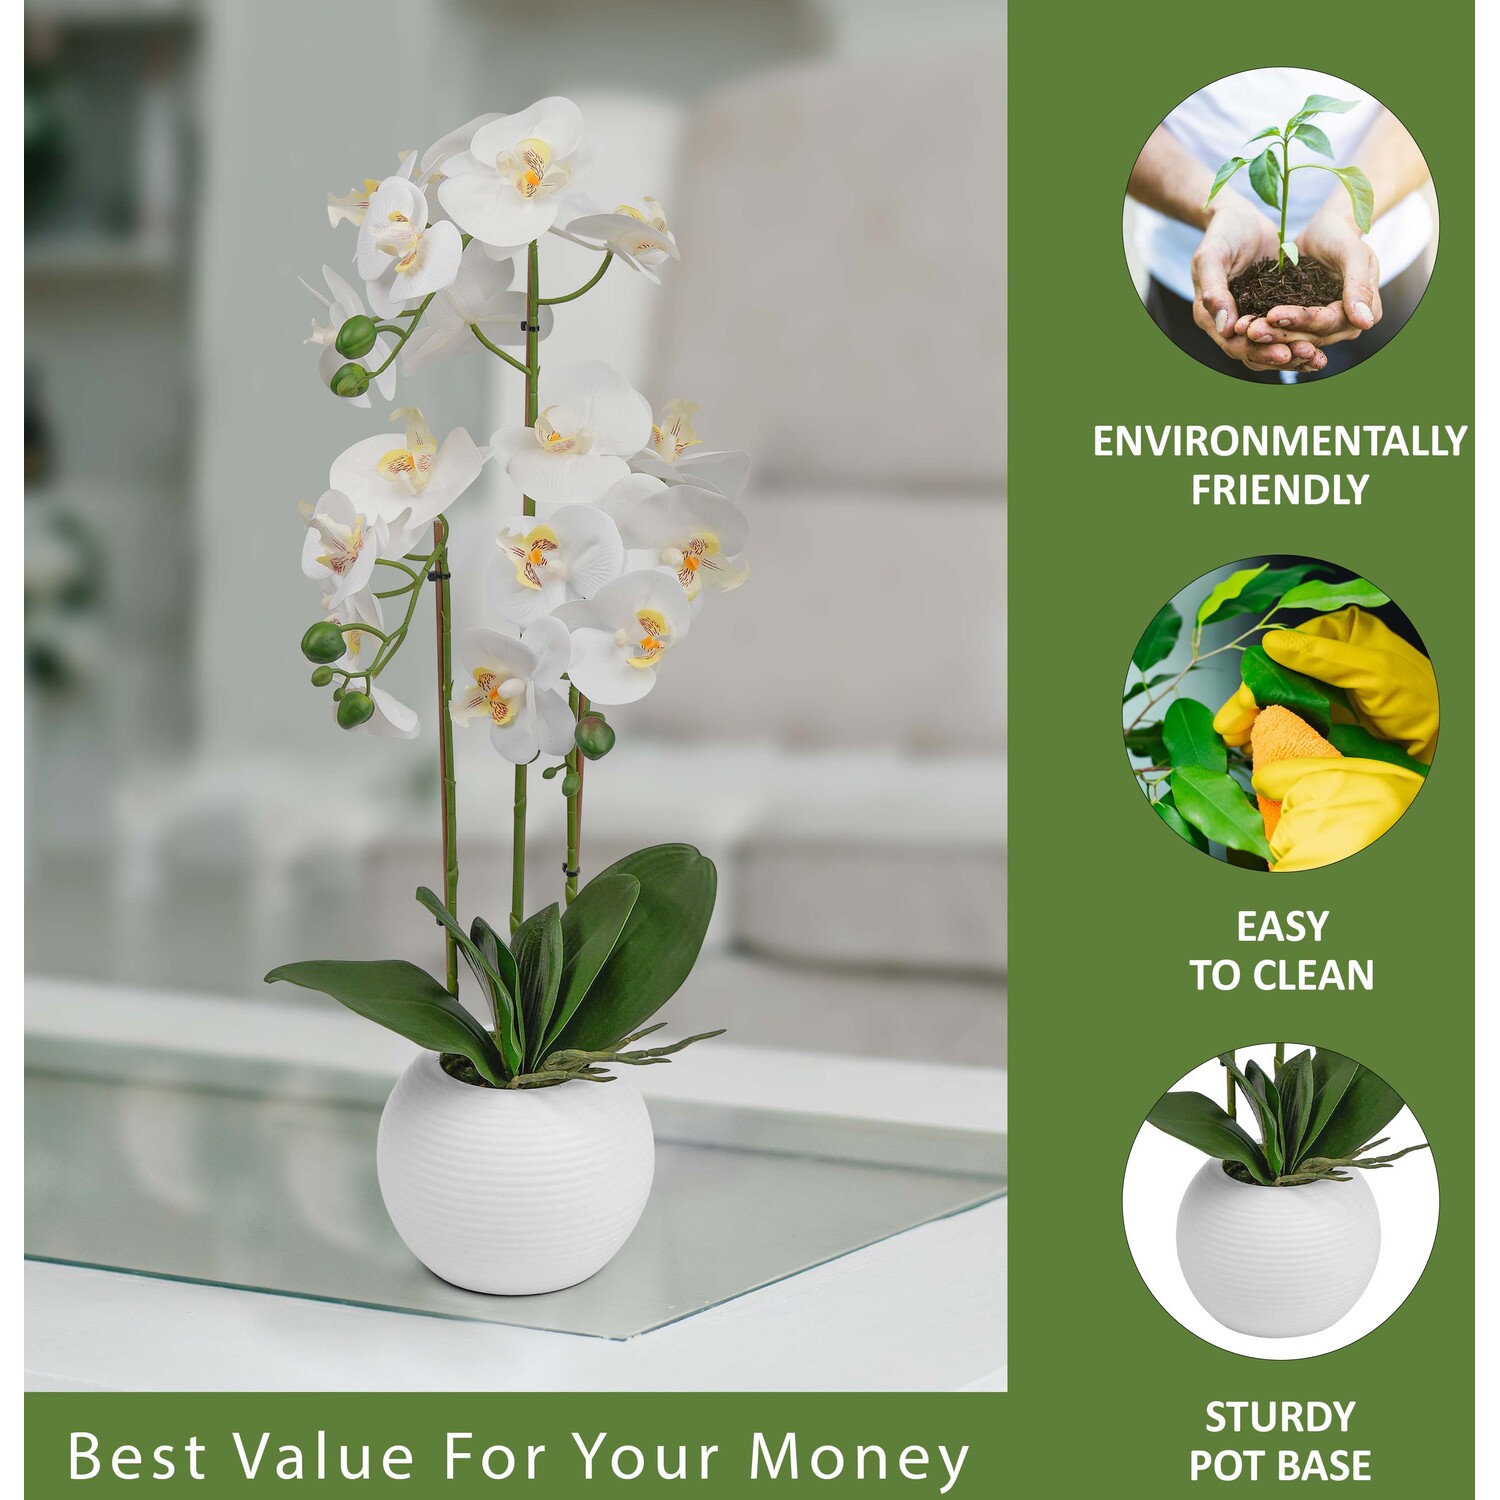 ENVIRONMENTALLY
FRIENDLY
EASY
TO CLEAN
STURDY
POT BASE
Best Value For Your Money